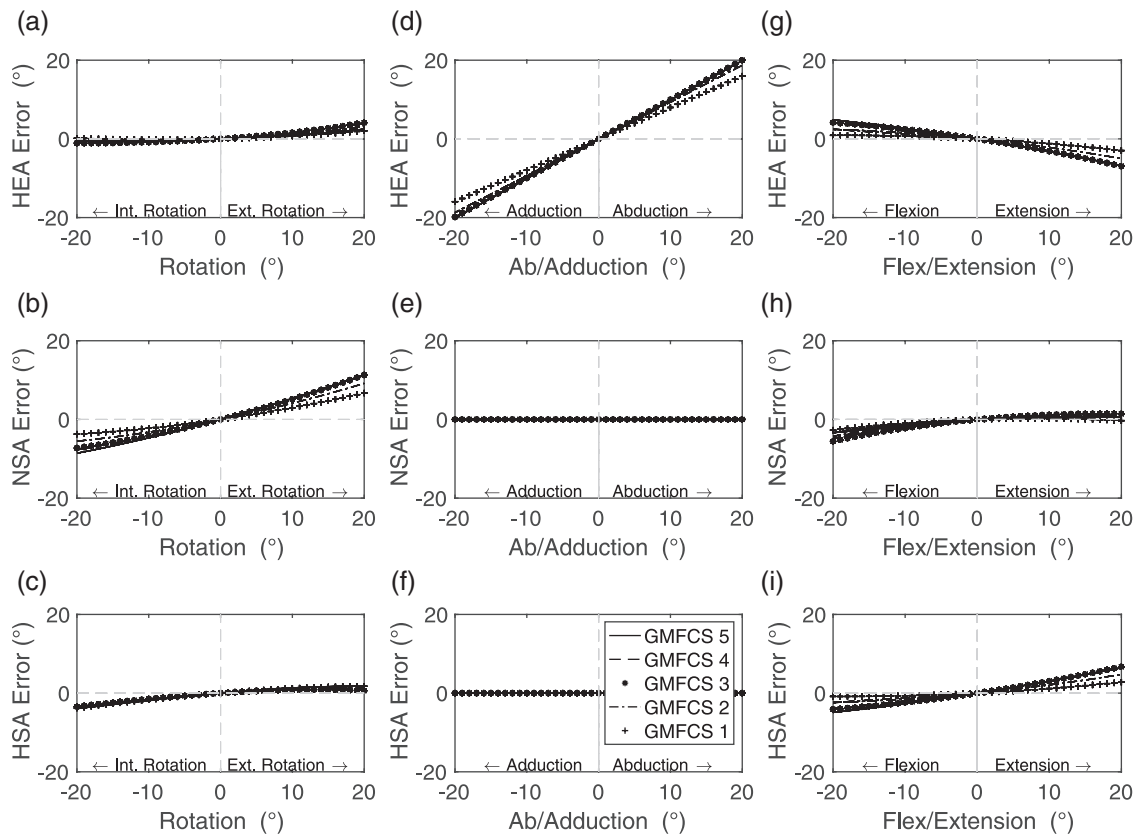 (a)
HEA Error (°)
20
0
-20
← Int. Rotation
Ext. Rotation →
-20
-10
0
10
20
Rotation (°)
(d)
HEA Error (°)
20
0
-20
← Adduction
Abduction →
-20
-10
0
10
20
Ab/Adduction (°)
(g)
HEA Error (°)
20
0
-20
← Flexion
Extension →
-20
-10
0
10
20
Flex/Extension (°)
(b)
NSA Error (°)
20
0
-20
← Int. Rotation
Ext. Rotation →
-20
-10
0
10
20
Rotation (°)
(e)
NSA Error (°)
20
0
-20
← Adduction
Abduction →
-20
-10
0
10
20
Ab/Adduction (°)
(h)
NSA Error (°)
20
0
-20
← Flexion
Extension →
-20
-10
0
10
20
Flex/Extension (°)
(c)
HSA Error (°)
20
0
-20
← Int. Rotation
Ext. Rotation →
-20
-10
0
10
20
Rotation (°)
(f)
HSA Error (°)
20
0
-20
GMFCS 5
GMFCS 4
GMFCS 3
GMFCS 2
GMFCS 1
← Adduction
Abduction →
-20
-10
0
10
20
Ab/Adduction (°)
(i)
HSA Error (°)
20
0
-20
← Flexion
Extension →
-20
-10
0
10
20
Flex/Extension (°)